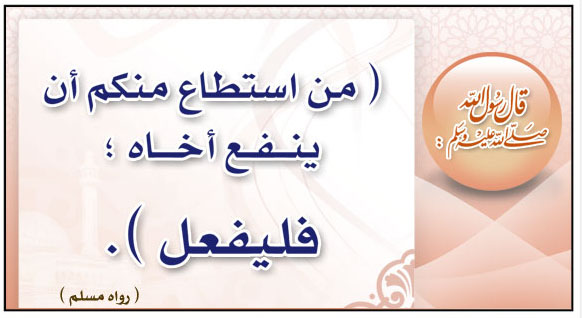 قال رسول الله
صلى الله عليه وسلم :
( من استطاع منكم أن
ينفع أخاه ؛
فليفعل ) .
( رواه مسلم )